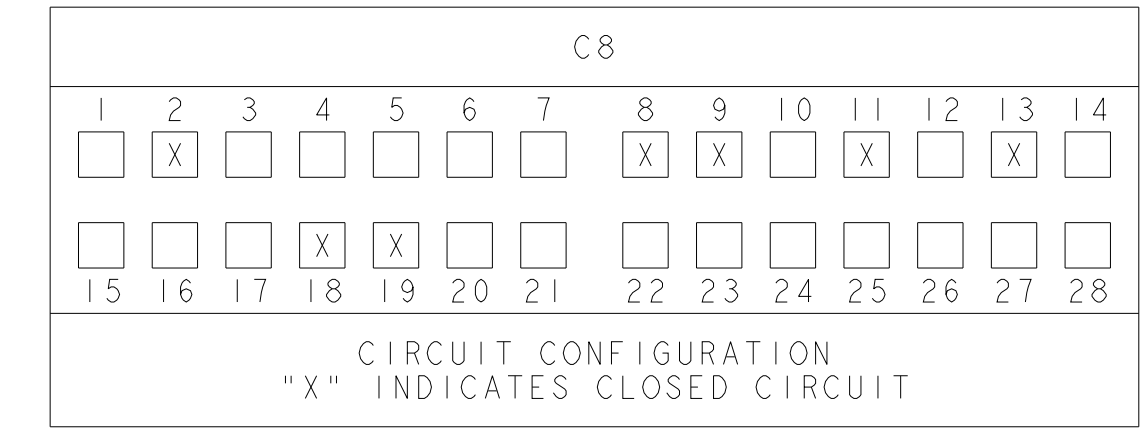 C8
1 2 3 4 5 6 7 8 9 10 11 12 13 14
X X X X X
X X
15 16 17 18 19 20 21 22 23 24 25 26 27 28
CIRCUIT CONFIGURATION
"X" INDICATES CLOSED CIRCUIT